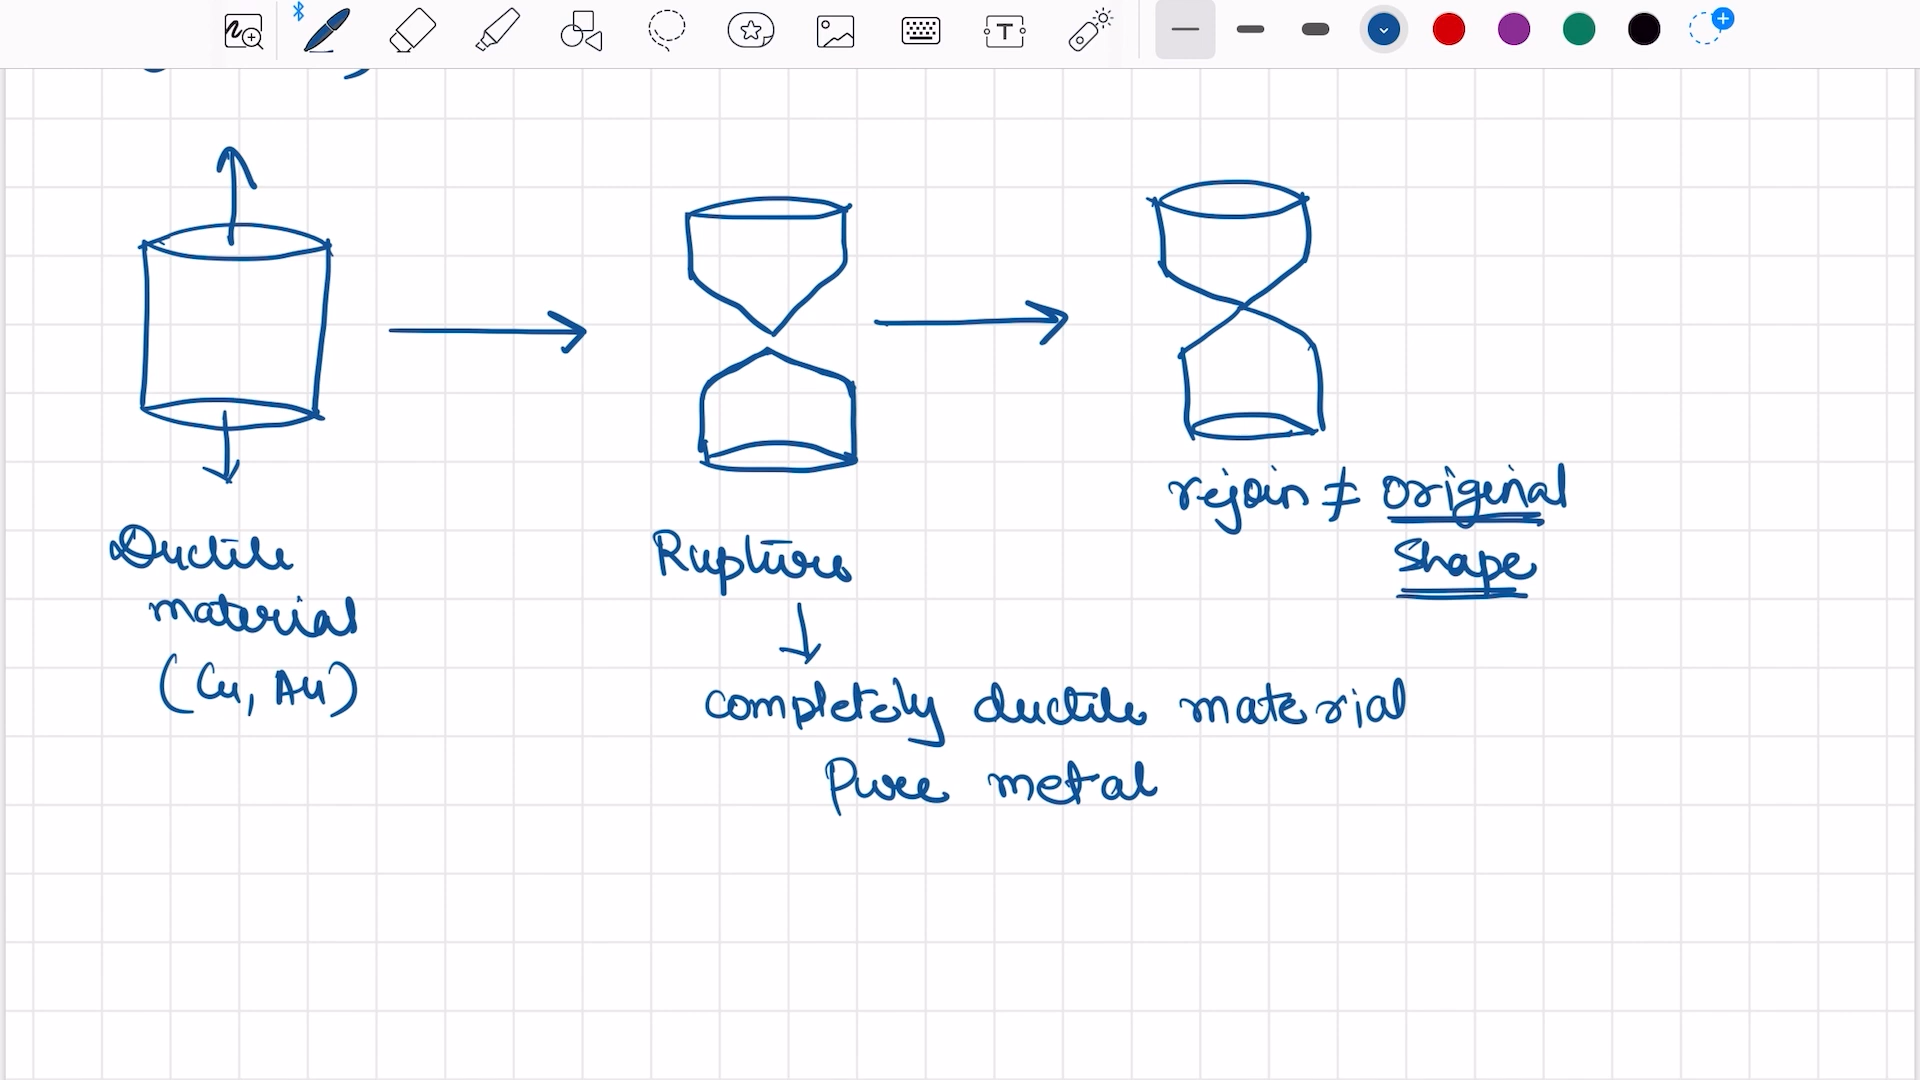 Ductile
material
(Cu, Au)
Rupture
completely ductile material
Pure metal
rejoin ≠ original
shape